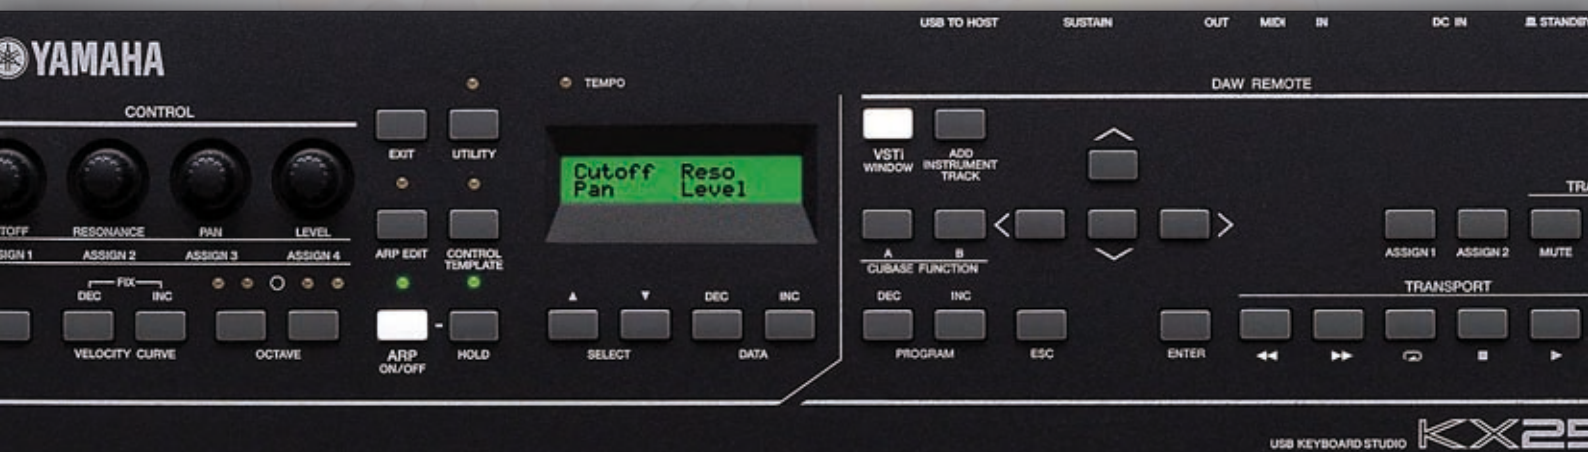 USB TO HOST SUSTAIN OUT MIDI IN DC IN
YAMAHA
TEMPO
DAW REMOTE
CONTROL
EXIT UTILITY
VSTi
WINDOW
ADD
INSTRUMENT
TRACK
Cutoff Reso
Pan Level
RESONANCE PAN LEVEL
ASSIGN 2 ASSIGN 3 ASSIGN 4
ARP EDIT
CONTROL
TEMPLATE
A B
CUBASE FUNCTION
ASSIGN 1 ASSIGN 2 MUTE
FIX
DEC INC
DEC INC
DEC INC
TRANSPORT
VELOCITY CURVE
OCTAVE
ARP
ON/OFF
HOLD
SELECT
DATA
PROGRAM
ESC
ENTER
USB KEYBOARD STUDIO KX25